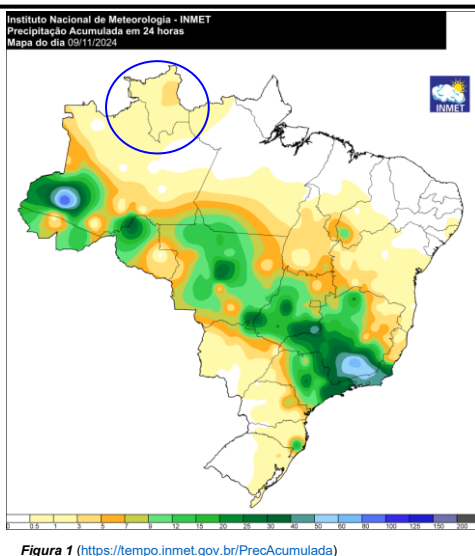 Instituto Nacional de Meteorologia - INMET
Precipitação Acumulada em 24 horas
Mapa do dia 09/11/2024
INMET
0 0.5 1 3 5 7 9 12 15 20 25 30 40 50 60 80 100 125 150 200
Figura 1 (https://tempo.inmet.gov.br/PrecAcumulada)